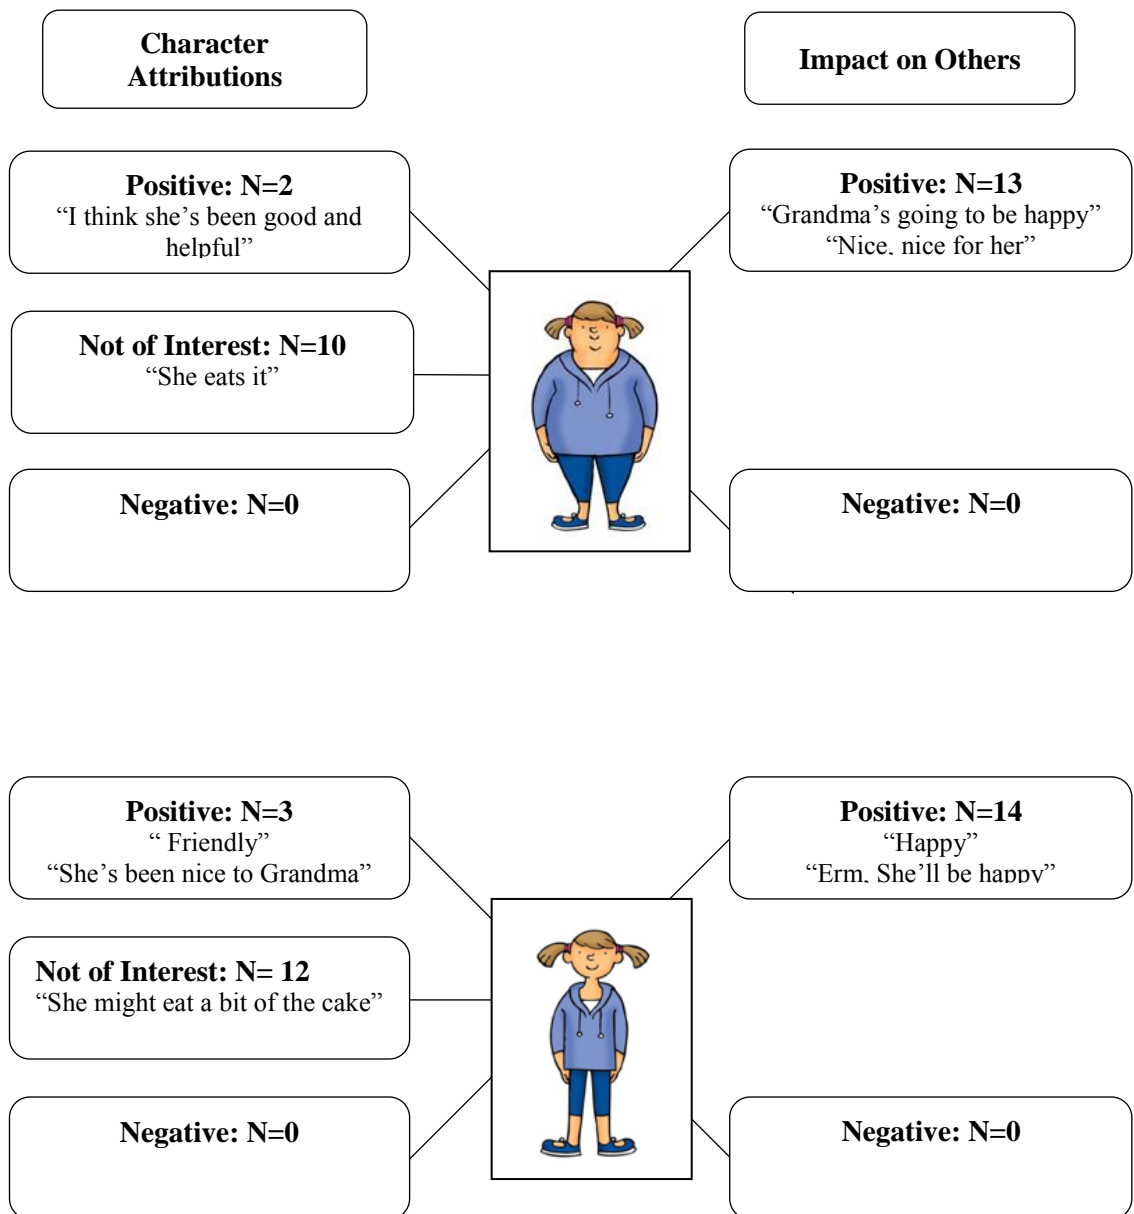 Character
Attributions
Impact on Others
Positive: N=2
“I think she’s been good and
helpful”
Positive: N=13
“Grandma’s going to be happy”
“Nice, nice for her”
Not of Interest: N=10
“She eats it”
Negative: N=0
Negative: N=0
Positive: N=3
“ Friendly”
“She’s been nice to Grandma”
Positive: N=14
“Happy”
“Erm, She’ll be happy”
Not of Interest: N= 12
“She might eat a bit of the cake”
Negative: N=0
Negative: N=0